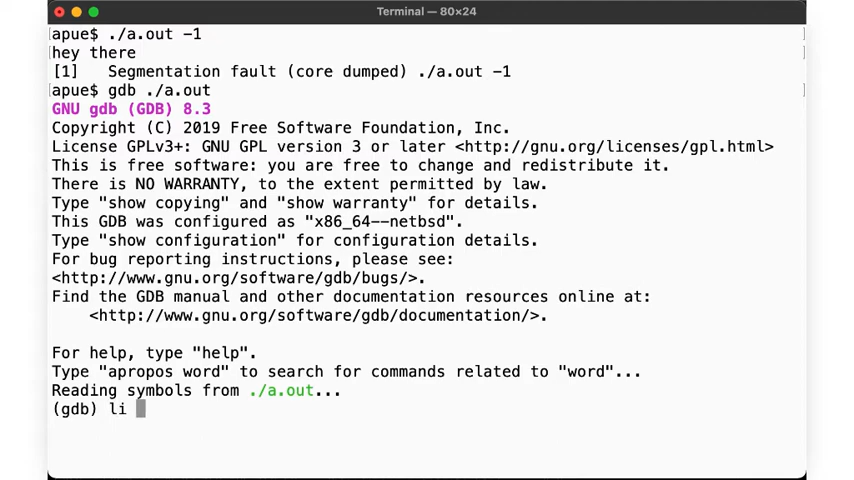 Terminal — 80×24
apue$ ./a.out -1
hey there
[1]   Segmentation fault (core dumped) ./a.out -1
apue$ gdb ./a.out
GNU gdb (GDB) 8.3
Copyright (C) 2019 Free Software Foundation, Inc.
License GPLv3+: GNU GPL version 3 or later <http://gnu.org/licenses/gpl.html>
This is free software: you are free to change and redistribute it.
There is NO WARRANTY, to the extent permitted by law.
Type "show copying" and "show warranty" for details.
This GDB was configured as "x86_64--netbsd".
Type "show configuration" for configuration details.
For bug reporting instructions, please see:
<http://www.gnu.org/software/gdb/bugs/>.
Find the GDB manual and other documentation resources online at:
    <http://www.gnu.org/software/gdb/documentation/>.
For help, type "help".
Type "apropos word" to search for commands related to "word"...
Reading symbols from ./a.out...
(gdb) li